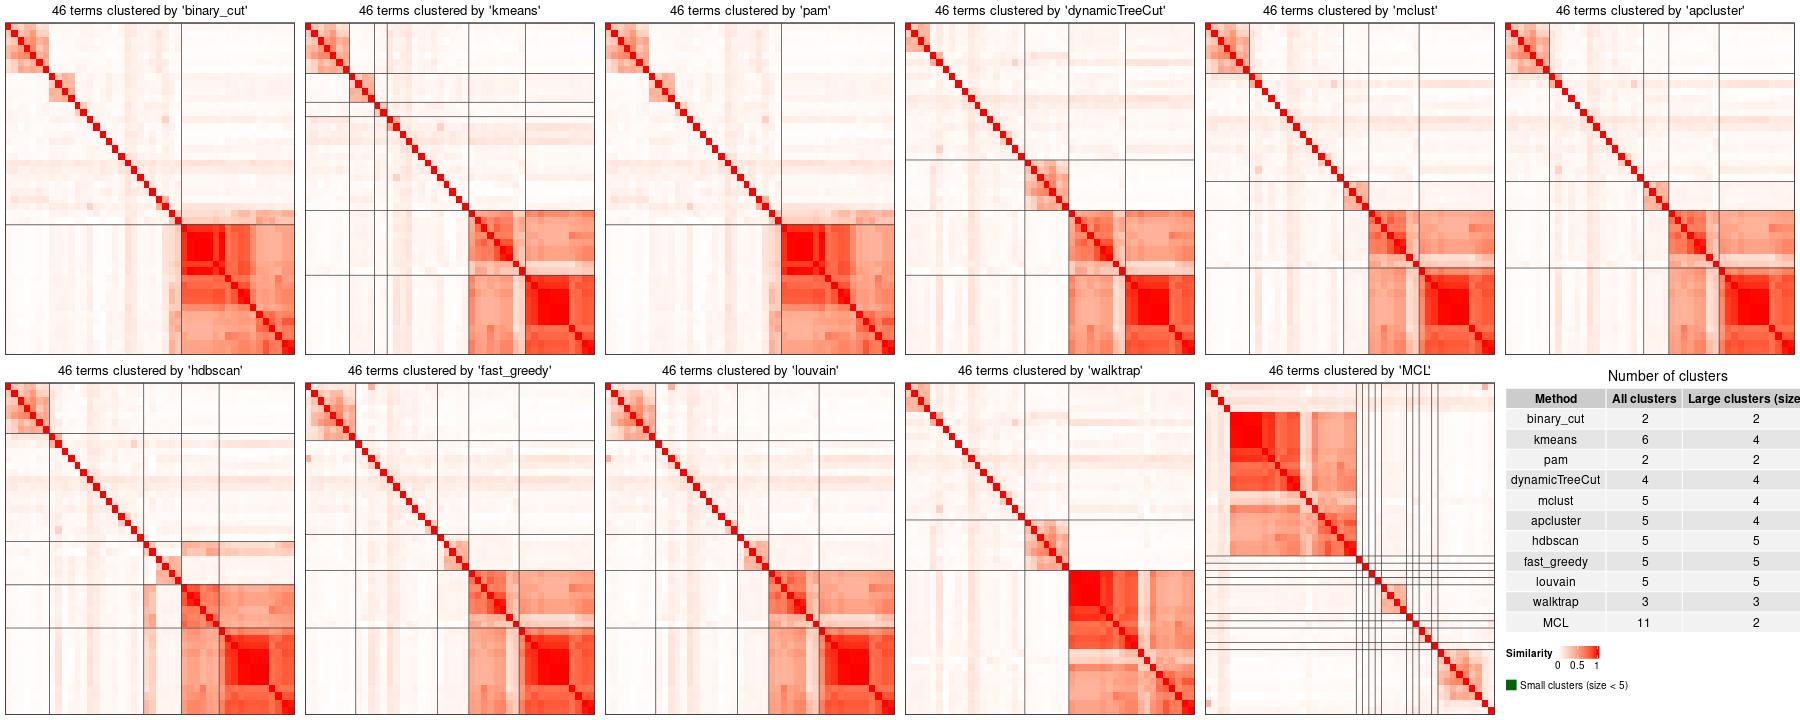 46 terms clustered by 'binary_cut'
46 terms clustered by 'kmeans'
46 terms clustered by 'pam'
46 terms clustered by 'dynamicTreeCut'
46 terms clustered by 'mclust'
46 terms clustered by 'apcluster'
46 terms clustered by 'hdbscan'
46 terms clustered by 'fast_greedy'
46 terms clustered by 'louvain'
46 terms clustered by 'walktrap'
46 terms clustered by 'MCL'
Number of clusters
Method All clusters Large clusters (size
binary_cut 2 2
kmeans 6 4
pam 2 2
dynamicTreeCut 4 4
mclust 5 4
apcluster 5 4
hdbscan 5 5
fast_greedy 5 5
louvain 5 5
walktrap 3 3
MCL 11 2
Similarity
0 0.5 1
Small clusters (size < 5)